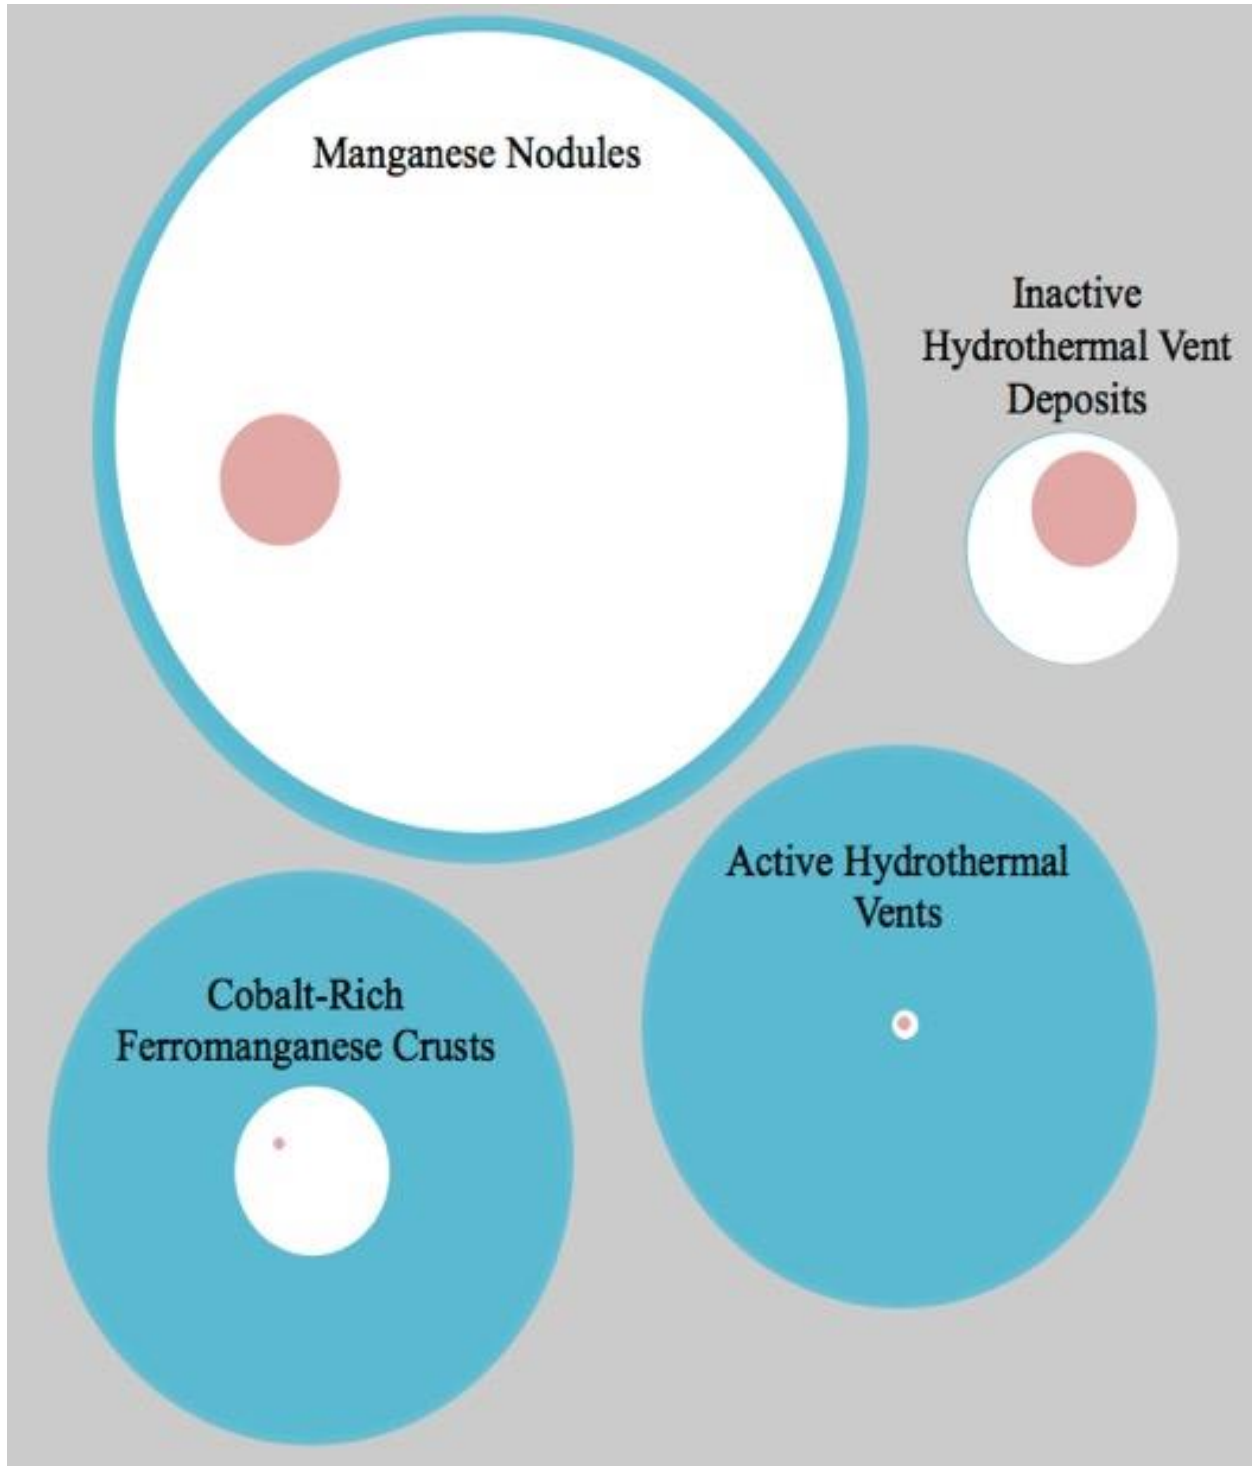 Manganese Nodules
Inactive
Hydrothermal Vent
Deposits
Active Hydrothermal
Vents
Cobalt-Rich
Ferromanganese Crusts